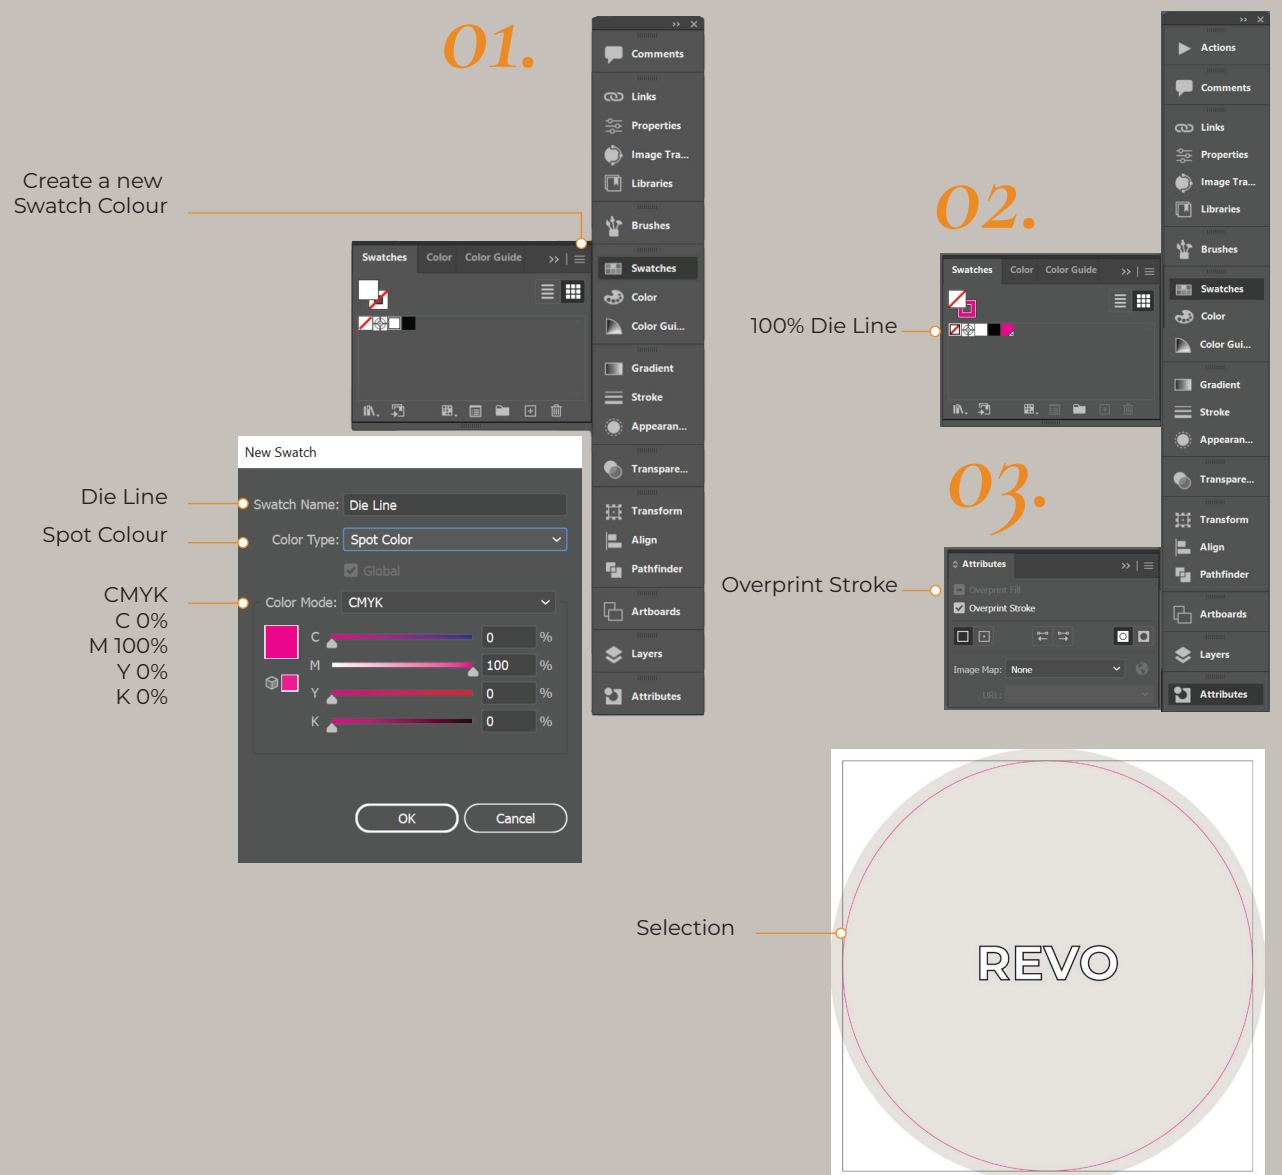 01.
Create a new
Swatch Colour
Swatches
Color
Color Guide
Comments
Links
Properties
Image Tra...
Libraries
Brushes
Swatches
Color
Color Gui...
Gradient
Stroke
Appearan...
Transpare...
Transform
Align
Pathfinder
Artboards
Layers
Attributes
New Swatch
Die Line
Swatch Name: Die Line
Spot Colour
Color Type: Spot Color
Global
CMYK
C 0%
M 100%
Y 0%
K 0%
Color Mode: CMYK
C 0 %
M 100 %
Y 0 %
K 0 %
OK
Cancel
02.
100% Die Line
Swatches
Color
Color Guide
Actions
Comments
Links
Properties
Image Tra...
Libraries
Brushes
Swatches
Color
Color Gui...
Gradient
Stroke
Appearan...
Transpare...
Transform
Align
Pathfinder
Artboards
Layers
Attributes
03.
Overprint Stroke
Attributes
Overprint Fill
Overprint Stroke
Image Map: None
URL:
Selection
REVO